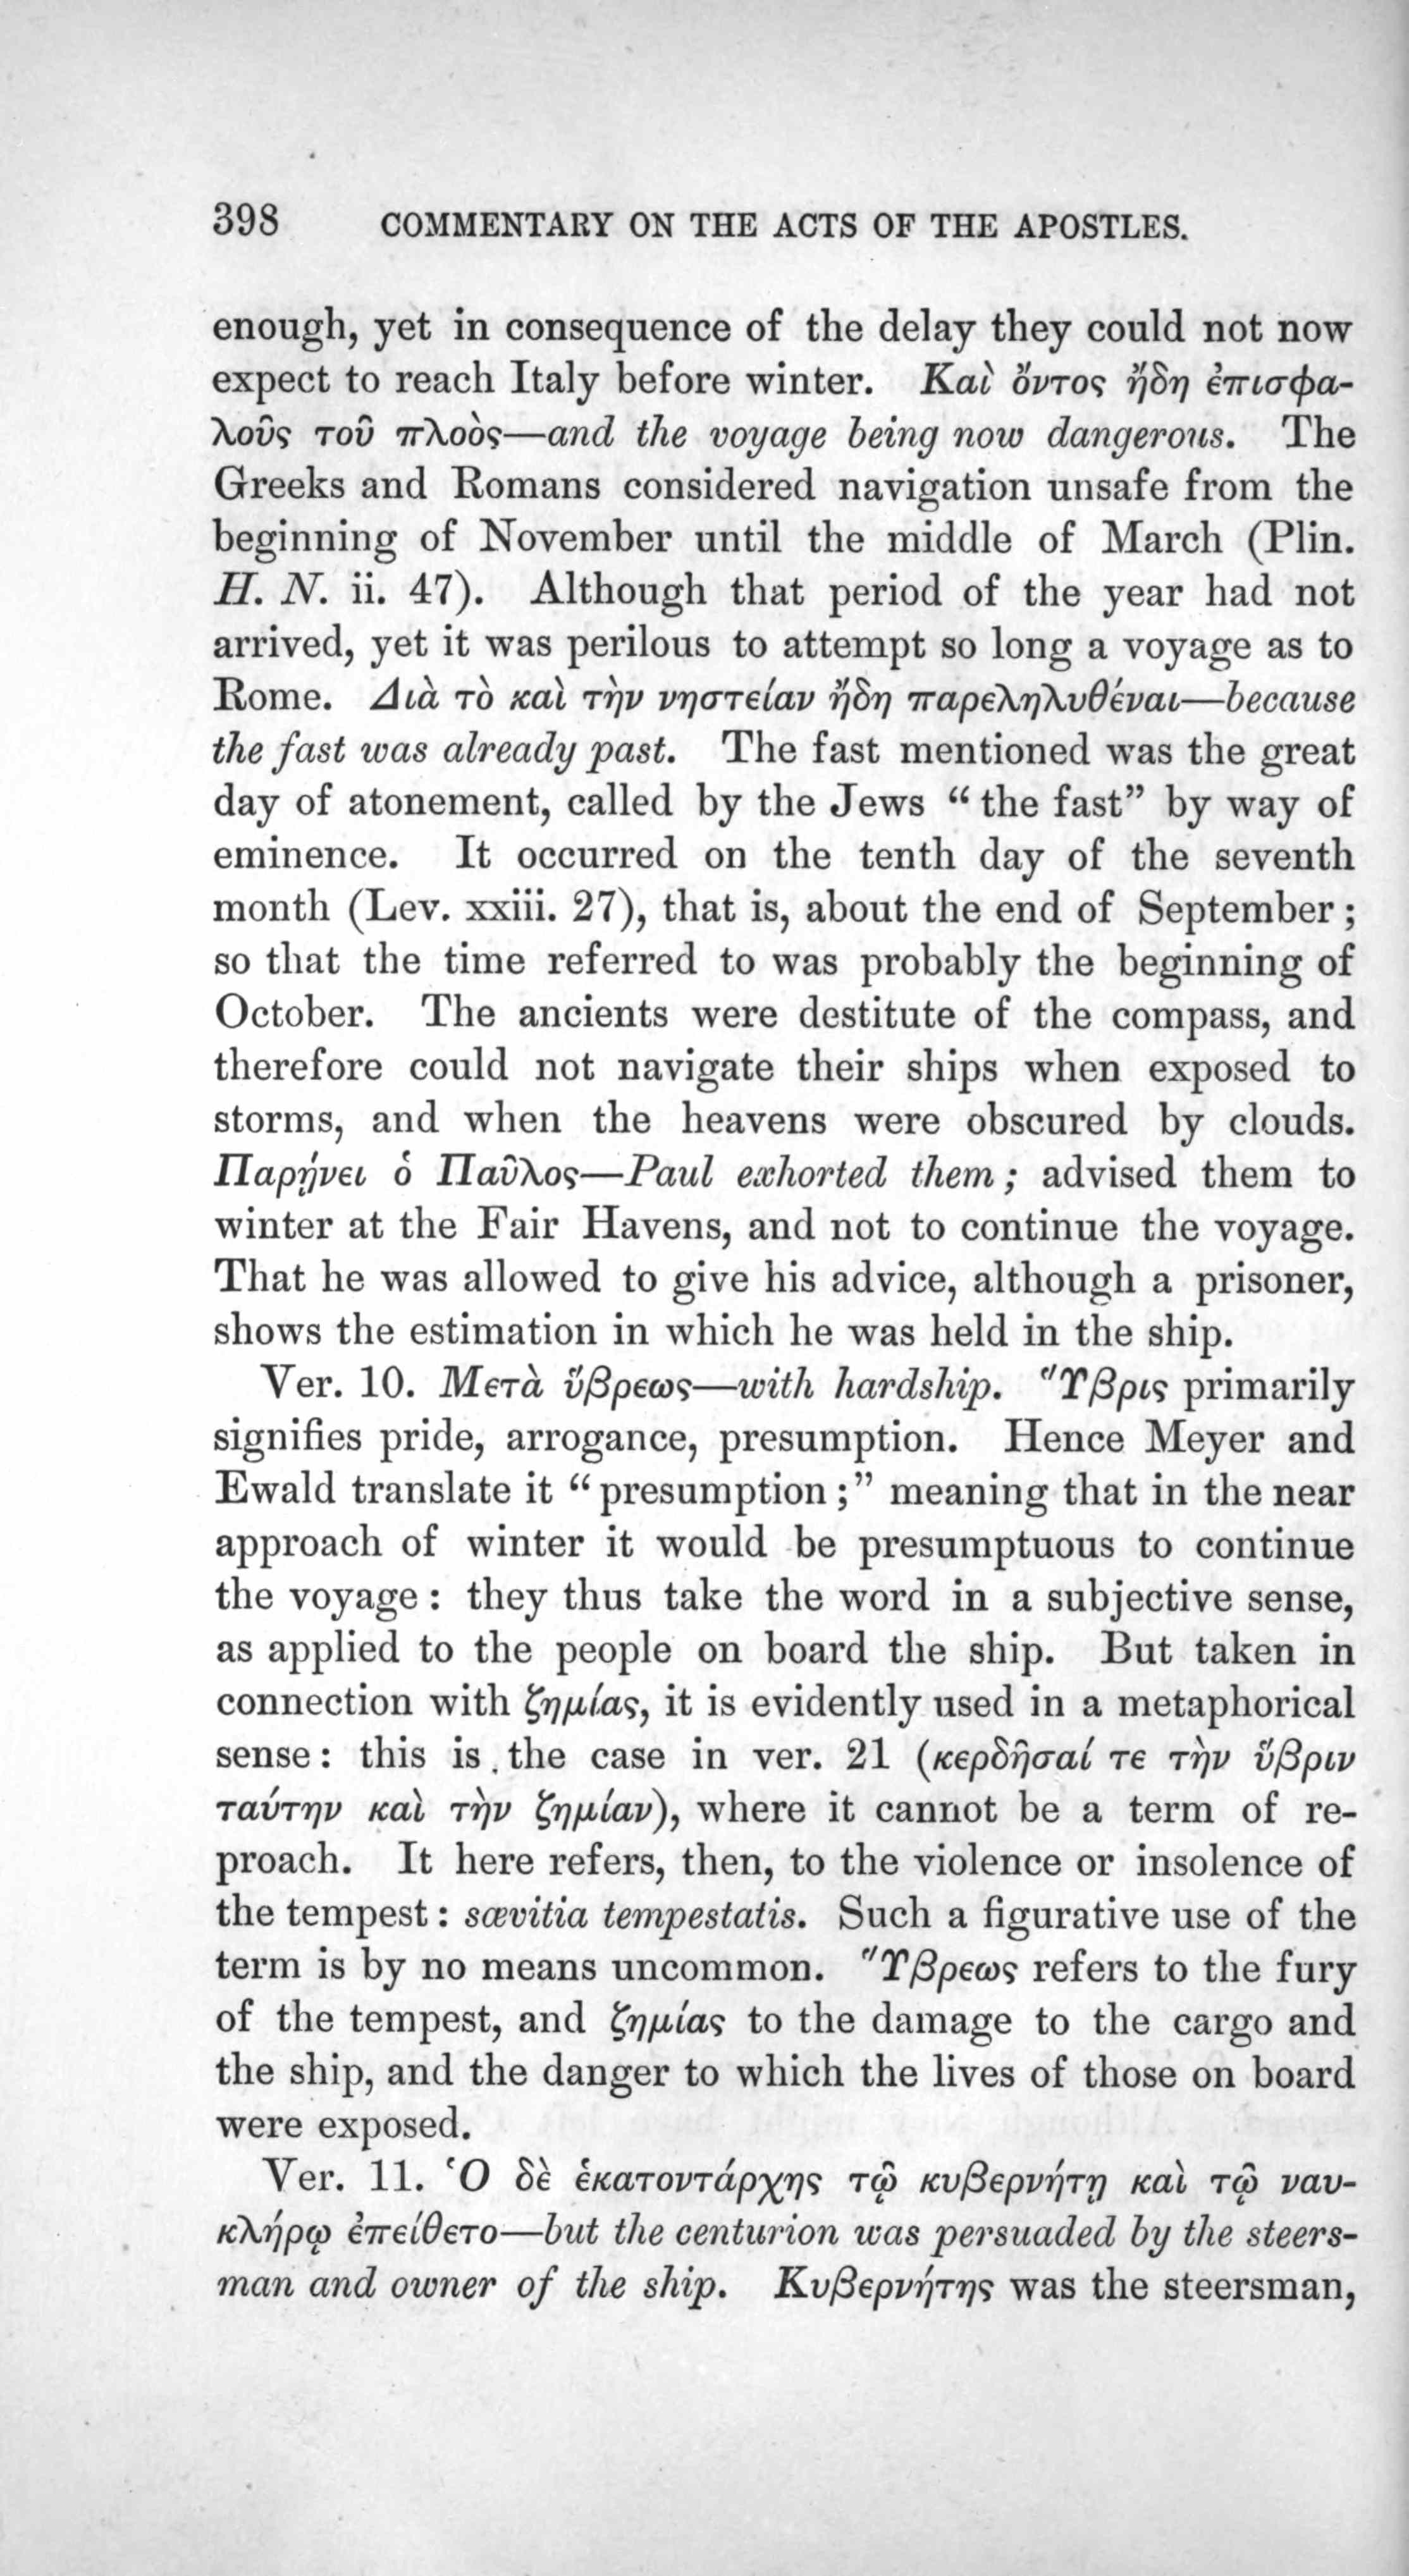 398 COMMENTARY ON THE ACTS OF THE APOSTLES.
enough, yet in consequence of the delay they could not now
expect to reach Italy before winter. Καὶ ὄντος ἤδη ἐπισφα-
λοῦς τοῦ πλοὸς—and the voyage being now dangerous. The
Greeks and Romans considered navigation unsafe from the
beginning of November until the middle of March (Plin.
H. N. ii. 47). Although that period of the year had not
arrived, yet it was perilous to attempt so long a voyage as to
Rome. Διὰ τὸ καὶ τὴν νηστείαν ἤδη παρεληλυθέναι—because
the fast was already past. The fast mentioned was the great
day of atonement, called by the Jews “the fast” by way of
eminence. It occurred on the tenth day of the seventh
month (Lev. xxiii. 27), that is, about the end of September;
so that the time referred to was probably the beginning of
October. The ancients were destitute of the compass, and
therefore could not navigate their ships when exposed to
storms, and when the heavens were obscured by clouds.
Παρῄνει ὁ Παῦλος—Paul exhorted them; advised them to
winter at the Fair Havens, and not to continue the voyage.
That he was allowed to give his advice, although a prisoner,
shows the estimation in which he was held in the ship.
Ver. 10. Μετὰ ὕβρεως—with hardship. Ὕβρις primarily
signifies pride, arrogance, presumption. Hence Meyer and
Ewald translate it “presumption;” meaning that in the near
approach of winter it would be presumptuous to continue
the voyage: they thus take the word in a subjective sense,
as applied to the people on board the ship. But taken in
connection with ζημίας, it is evidently used in a metaphorical
sense: this is the case in ver. 21 (κερδῆσαί τε τὴν ὕβριν
ταύτην καὶ τὴν ζημίαν), where it cannot be a term of re-
proach. It here refers, then, to the violence or insolence of
the tempest: sævitia tempestatis. Such a figurative use of the
term is by no means uncommon. Ὕβρεως refers to the fury
of the tempest, and ζημίας to the damage to the cargo and
the ship, and the danger to which the lives of those on board
were exposed.
Ver. 11. Ὁ δὲ ἑκατοντάρχης τῷ κυβερνήτῃ καὶ τῷ ναυ-
κλήρῳ ἐπείθετο—but the centurion was persuaded by the steers-
man and owner of the ship. Κυβερνήτης was the steersman,